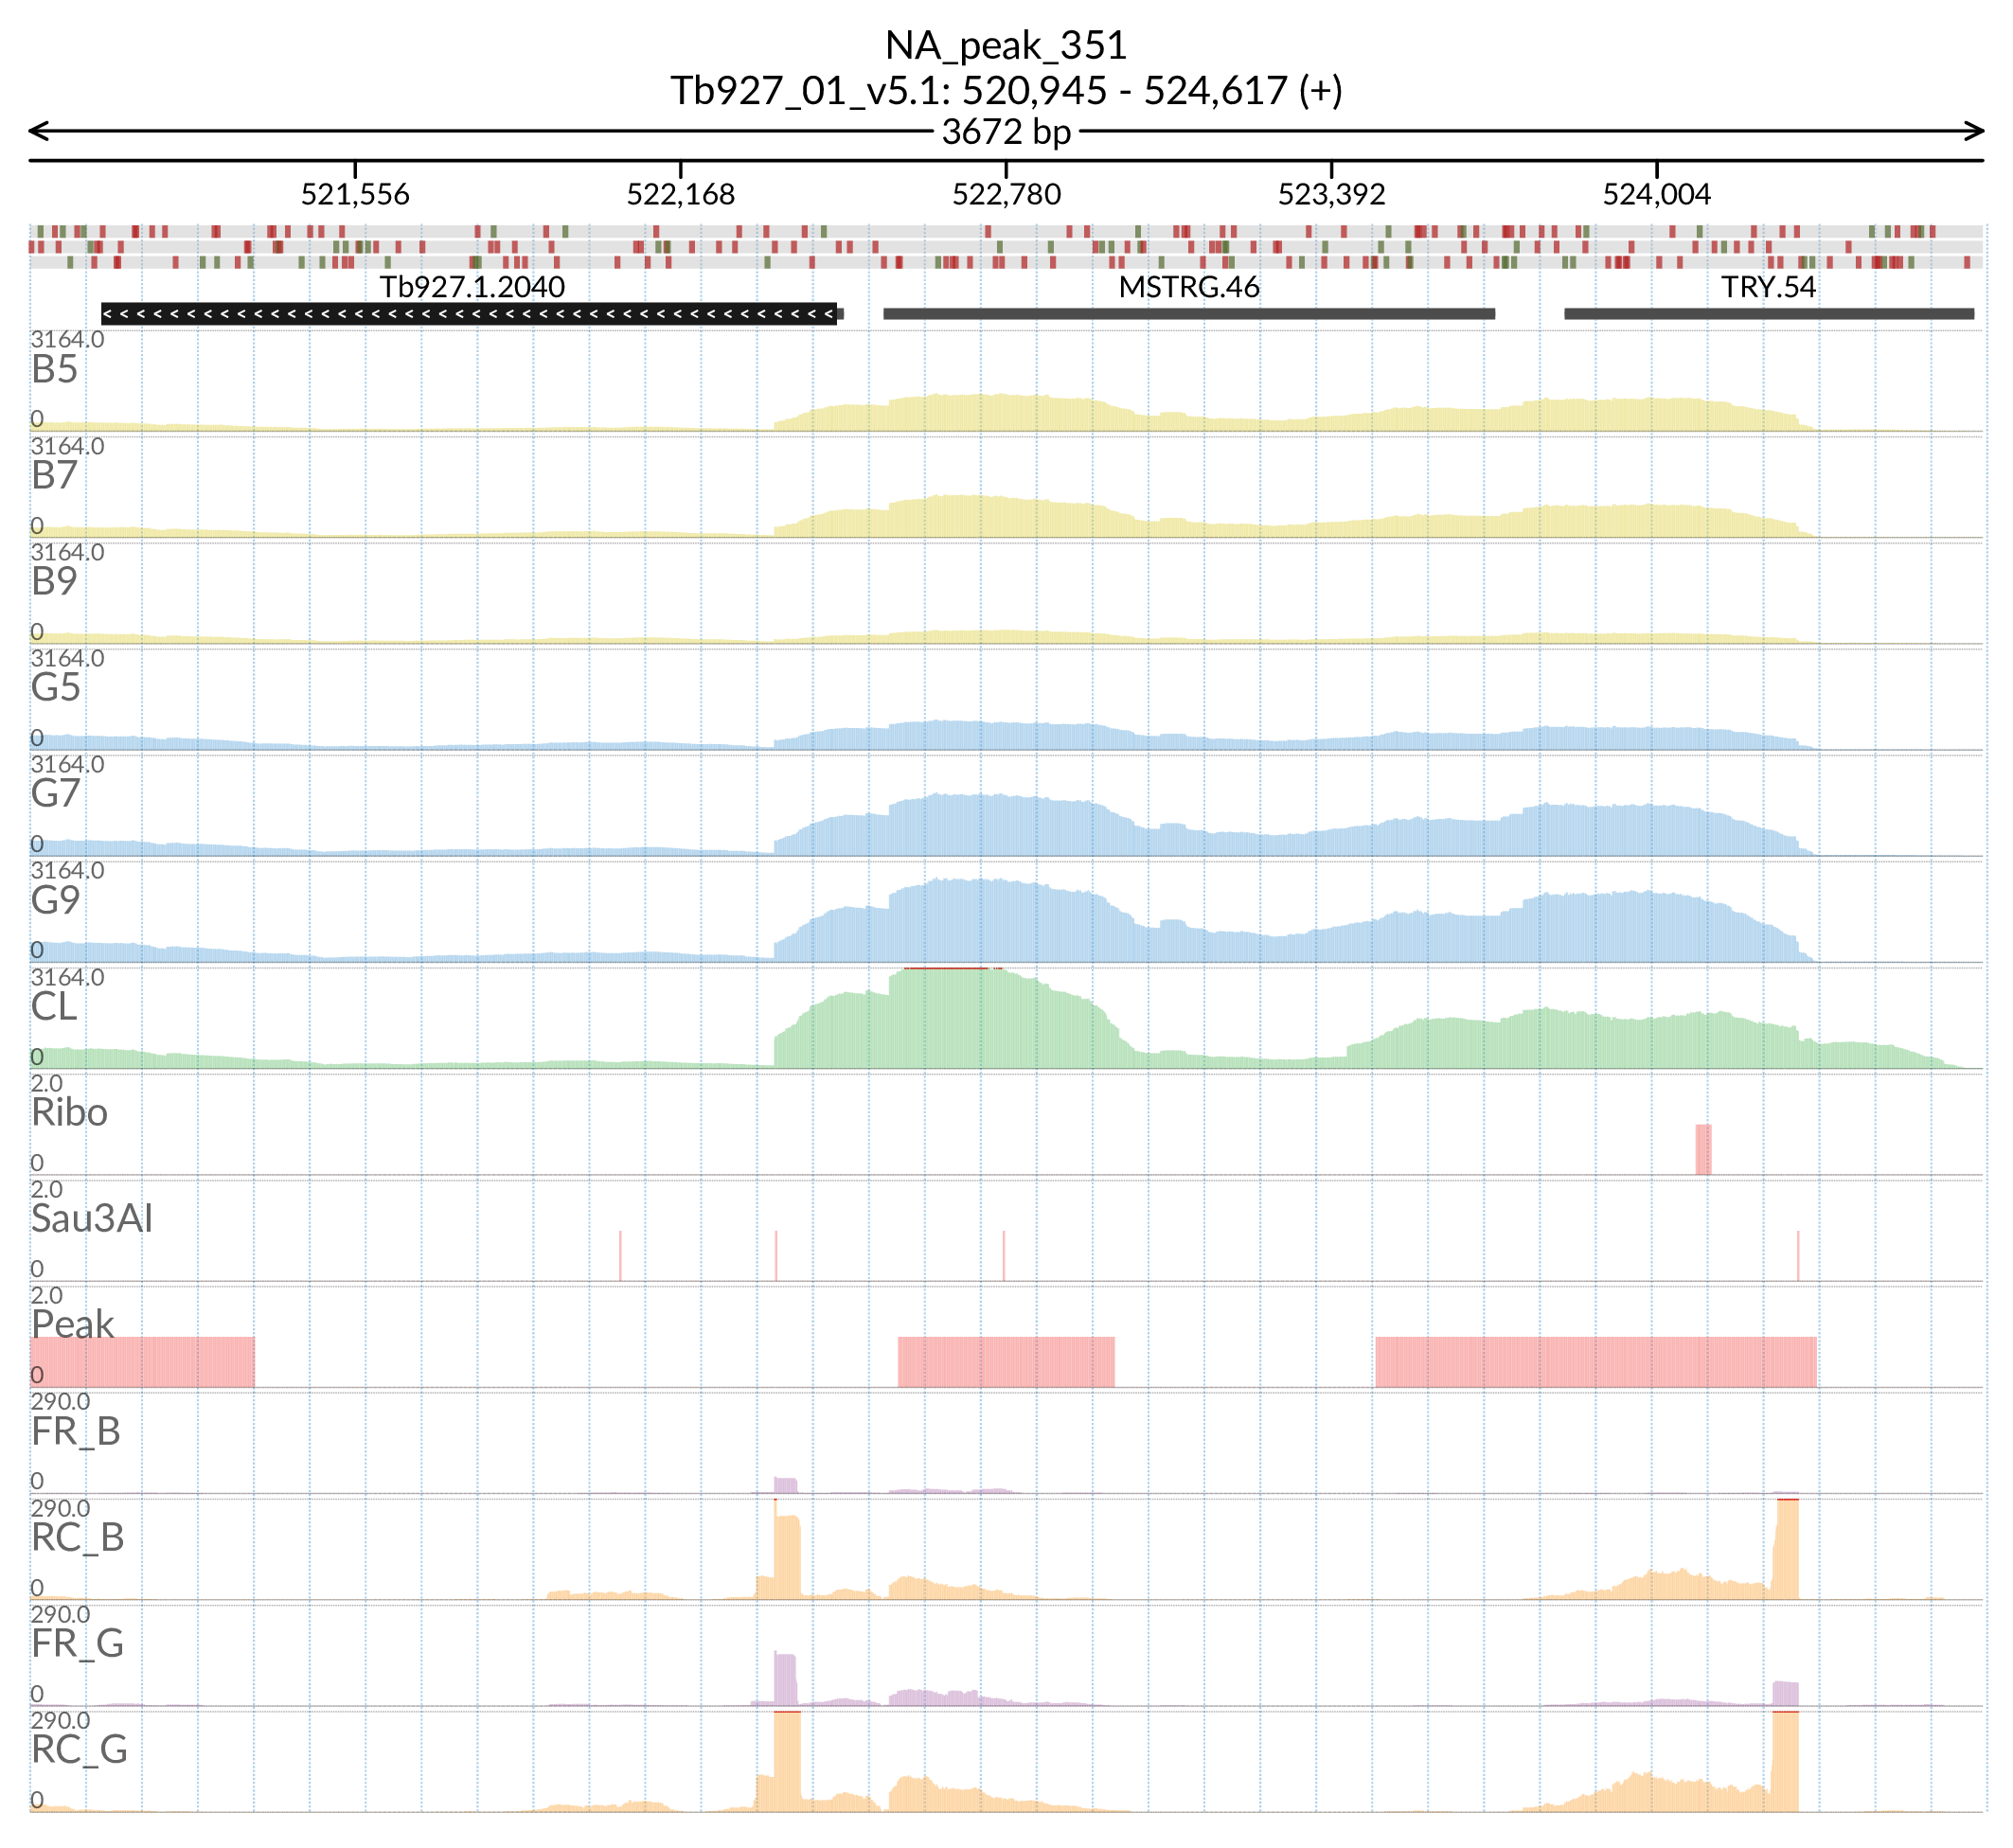 NA_peak_351
Tb927_01_v5.1: 520,945 - 524,617 (+)
3672 bp
521,556 522,168 522,780 523,392 524,004
Tb927.1.2040 MSTRG.46 TRY.54
3164.0
B5
0
3164.0
B7
0
3164.0
B9
0
3164.0
G5
0
3164.0
G7
0
3164.0
G9
0
3164.0
CL
0
2.0
Ribo
0
2.0
Sau3AI
0
2.0
Peak
0
290.0
FR_B
0
290.0
RC_B
0
290.0
FR_G
0
290.0
RC_G
0